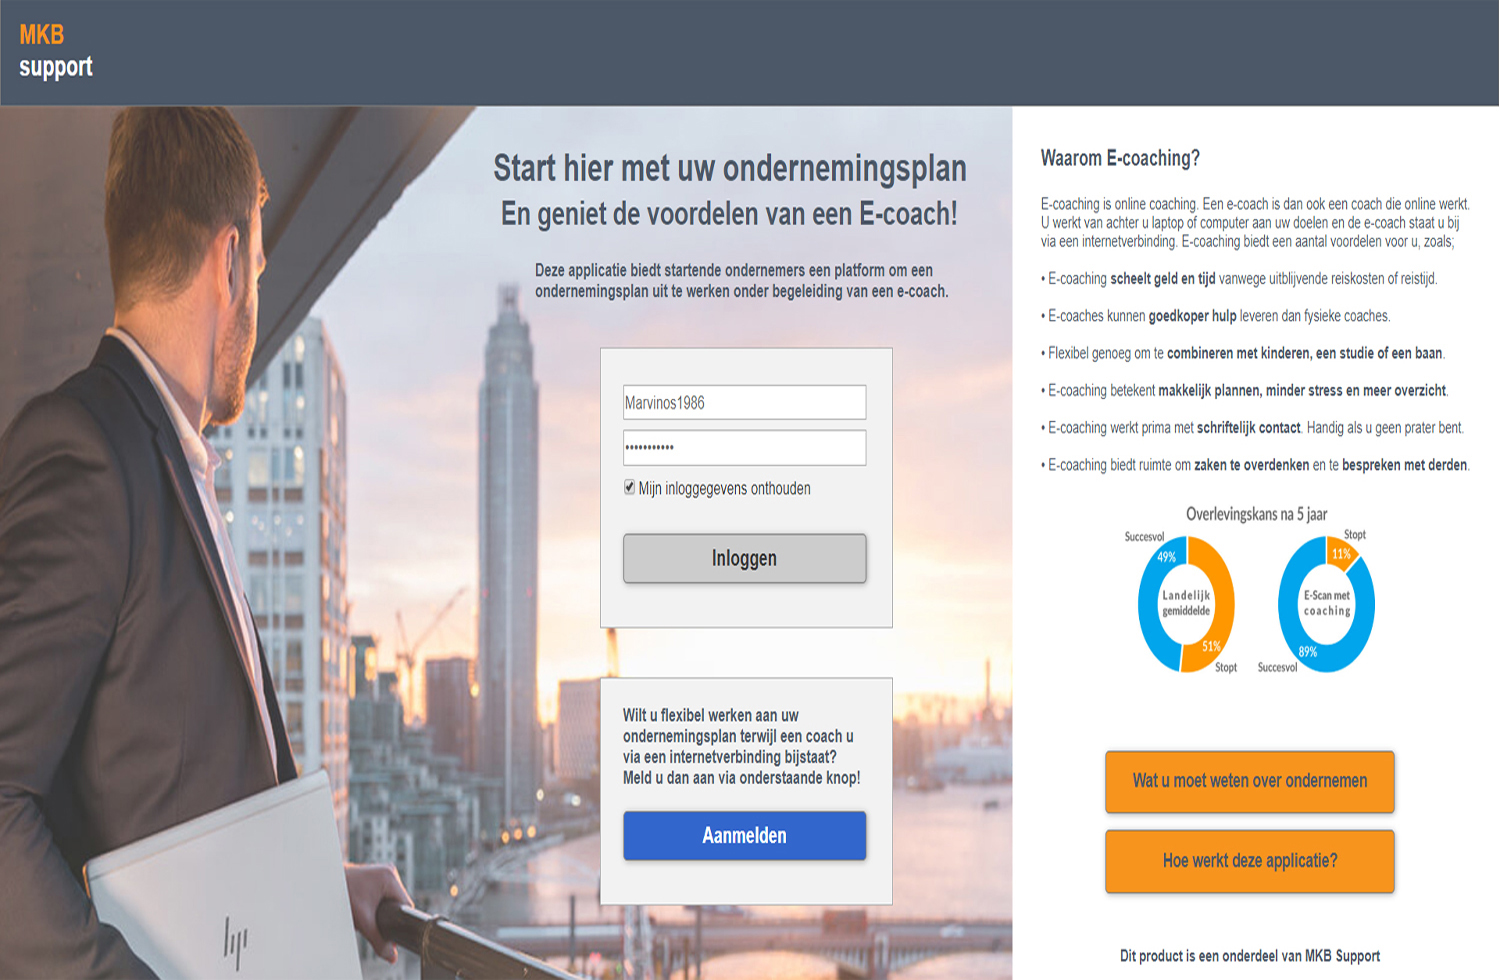 MKB
support
Start hier met uw ondernemingsplan
En geniet de voordelen van een E-coach!
Deze applicatie biedt startende ondernemers een platform om een
ondernemingsplan uit te werken onder begeleiding van een e-coach.
Marvinos1986
•••••••••••
Mijn inloggegevens onthouden
Inloggen
Wilt u flexibel werken aan uw
ondernemingsplan terwijl een coach u
via een internetverbinding bijstaat?
Meld u dan aan via onderstaande knop!
Aanmelden
hp
Waarom E-coaching?
E-coaching is online coaching. Een e-coach is dan ook een coach die online werkt.
U werkt van achter u laptop of computer aan uw doelen en de e-coach staat u bij
via een internetverbinding. E-coaching biedt een aantal voordelen voor u, zoals;
• E-coaching scheelt geld en tijd vanwege uitblijvende reiskosten of reistijd.
• E-coaches kunnen goedkoper hulp leveren dan fysieke coaches.
• Flexibel genoeg om te combineren met kinderen, een studie of een baan.
• E-coaching betekent makkelijk plannen, minder stress en meer overzicht.
• E-coaching werkt prima met schriftelijk contact. Handig als u geen prater bent.
• E-coaching biedt ruimte om zaken te overdenken en te bespreken met derden.
Overlevingskans na 5 jaar
Succesvol
49%
Landelijk
gemiddelde
51%
Stopt
Stopt
11%
E-Scan met
coaching
89%
Succesvol
Wat u moet weten over ondernemen
Hoe werkt deze applicatie?
Dit product is een onderdeel van MKB Support